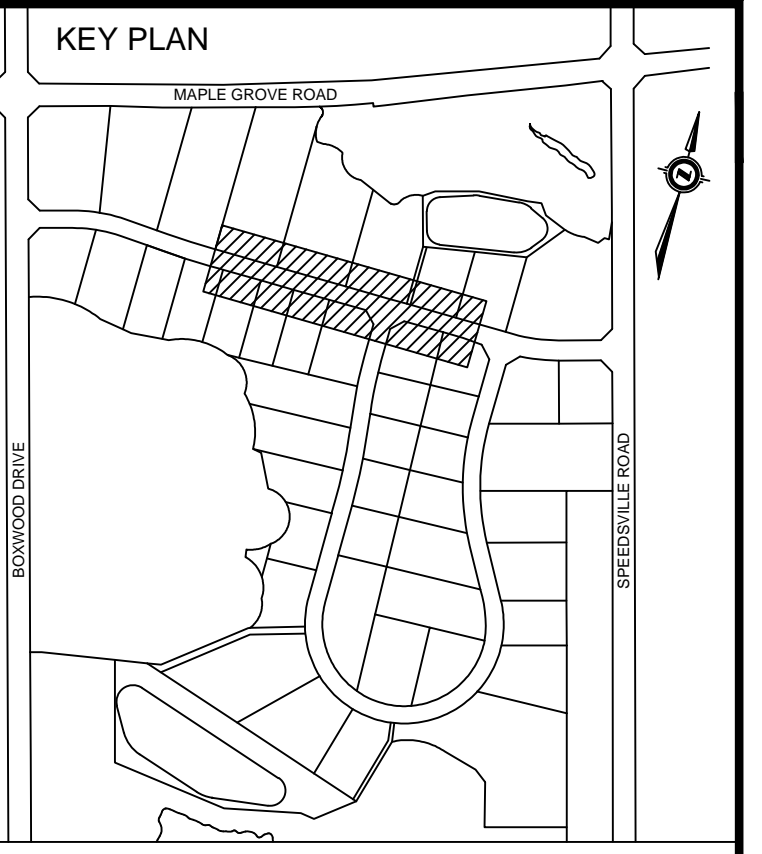 KEY PLAN
MAPLE GROVE ROAD
BOXWOOD DRIVE
SPEEDSVILLE ROAD
N